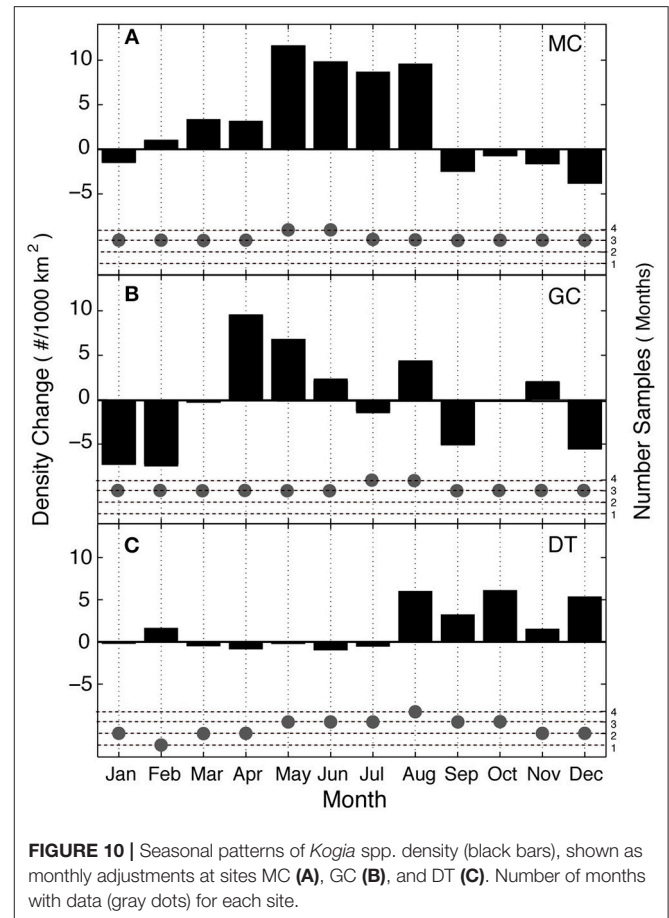 A
MC
10
5
0
−5
4
3
2
1
B
GC
10
5
0
−5
4
3
2
1
C
DT
10
5
0
−5
4
3
2
1
Density Change ( #/1000 km 2 )
Number Samples ( Months)
Jan Feb Mar Apr May Jun Jul Aug Sep Oct Nov Dec
Month
FIGURE 10 | Seasonal patterns of Kogia spp. density (black bars), shown as
monthly adjustments at sites MC (A), GC (B), and DT (C). Number of months
with data (gray dots) for each site.